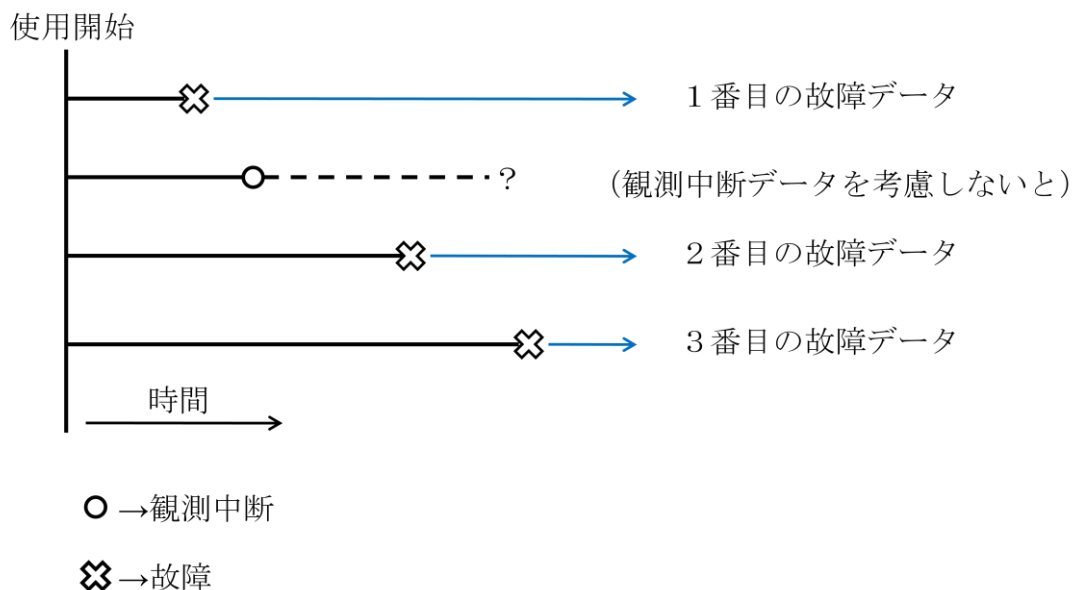 使用開始
１番目の故障データ
？
（観測中断データを考慮しないと）
２番目の故障データ
３番目の故障データ
時間
→観測中断
→故障